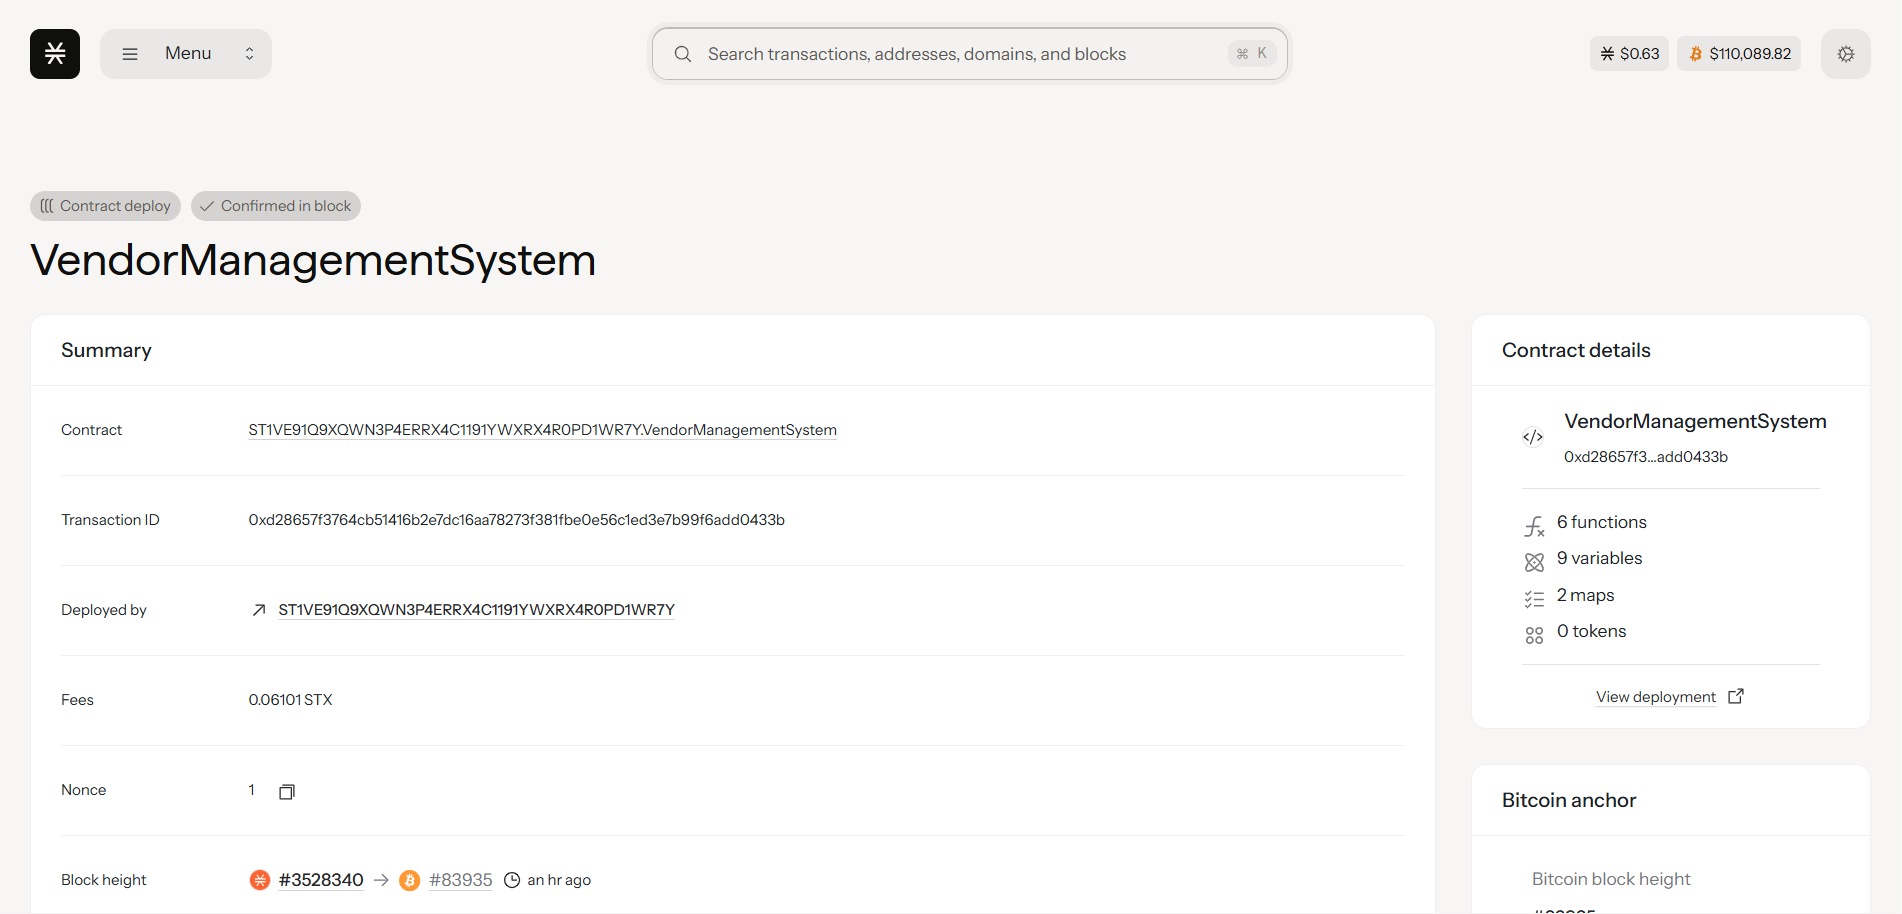 Menu
Search transactions, addresses, domains, and blocks
⌘ K
$0.63
$110,089.82
Contract deploy
Confirmed in block
VendorManagementSystem
Summary
Contract
ST1VE91Q9XQWN3P4ERRX4C1191YWXRX4R0PD1WR7Y.VendorManagementSystem
Transaction ID
0xd28657f3764cb51416b2e7dc16aa78273f381fbe0e56c1ed3e7b99f6add0433b
Deployed by
ST1VE91Q9XQWN3P4ERRX4C1191YWXRX4R0PD1WR7Y
Fees
0.06101 STX
Nonce
1
Block height
#3528340
#83935
an hr ago
Contract details
VendorManagementSystem
0xd28657f3...add0433b
6 functions
9 variables
2 maps
0 tokens
View deployment
Bitcoin anchor
Bitcoin block height